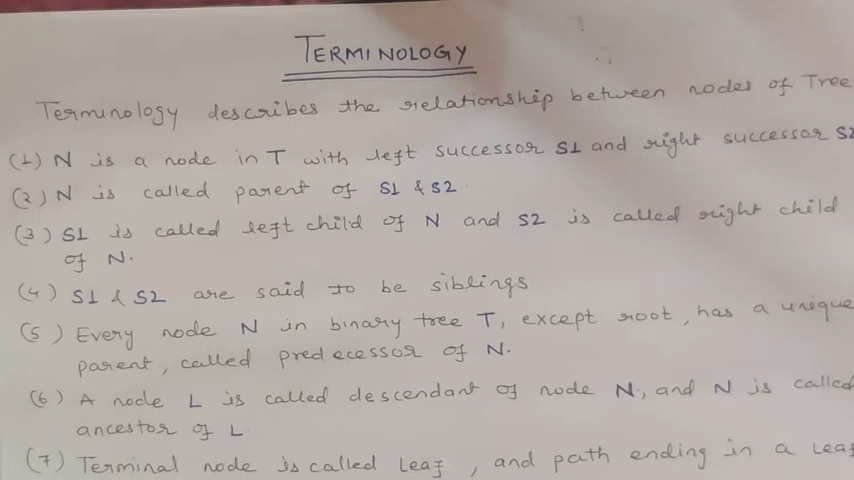 TERMINOLOGY
Terminology describes the relationship between nodes of Tree
(1) N is a node in T with left successor S1 and right successor S2
(2) N is called parent of S1 & S2.
(3) S1 is called left child of N and S2 is called right child
of N.
(4) S1 & S2 are said to be siblings
(5) Every node N in binary tree T, except root, has a unique
parent, called predecessor of N.
(6) A node L is called descendant of node N, and N is called
ancestor of L
(7) Terminal node is called Leaf, and path ending in a Leaf